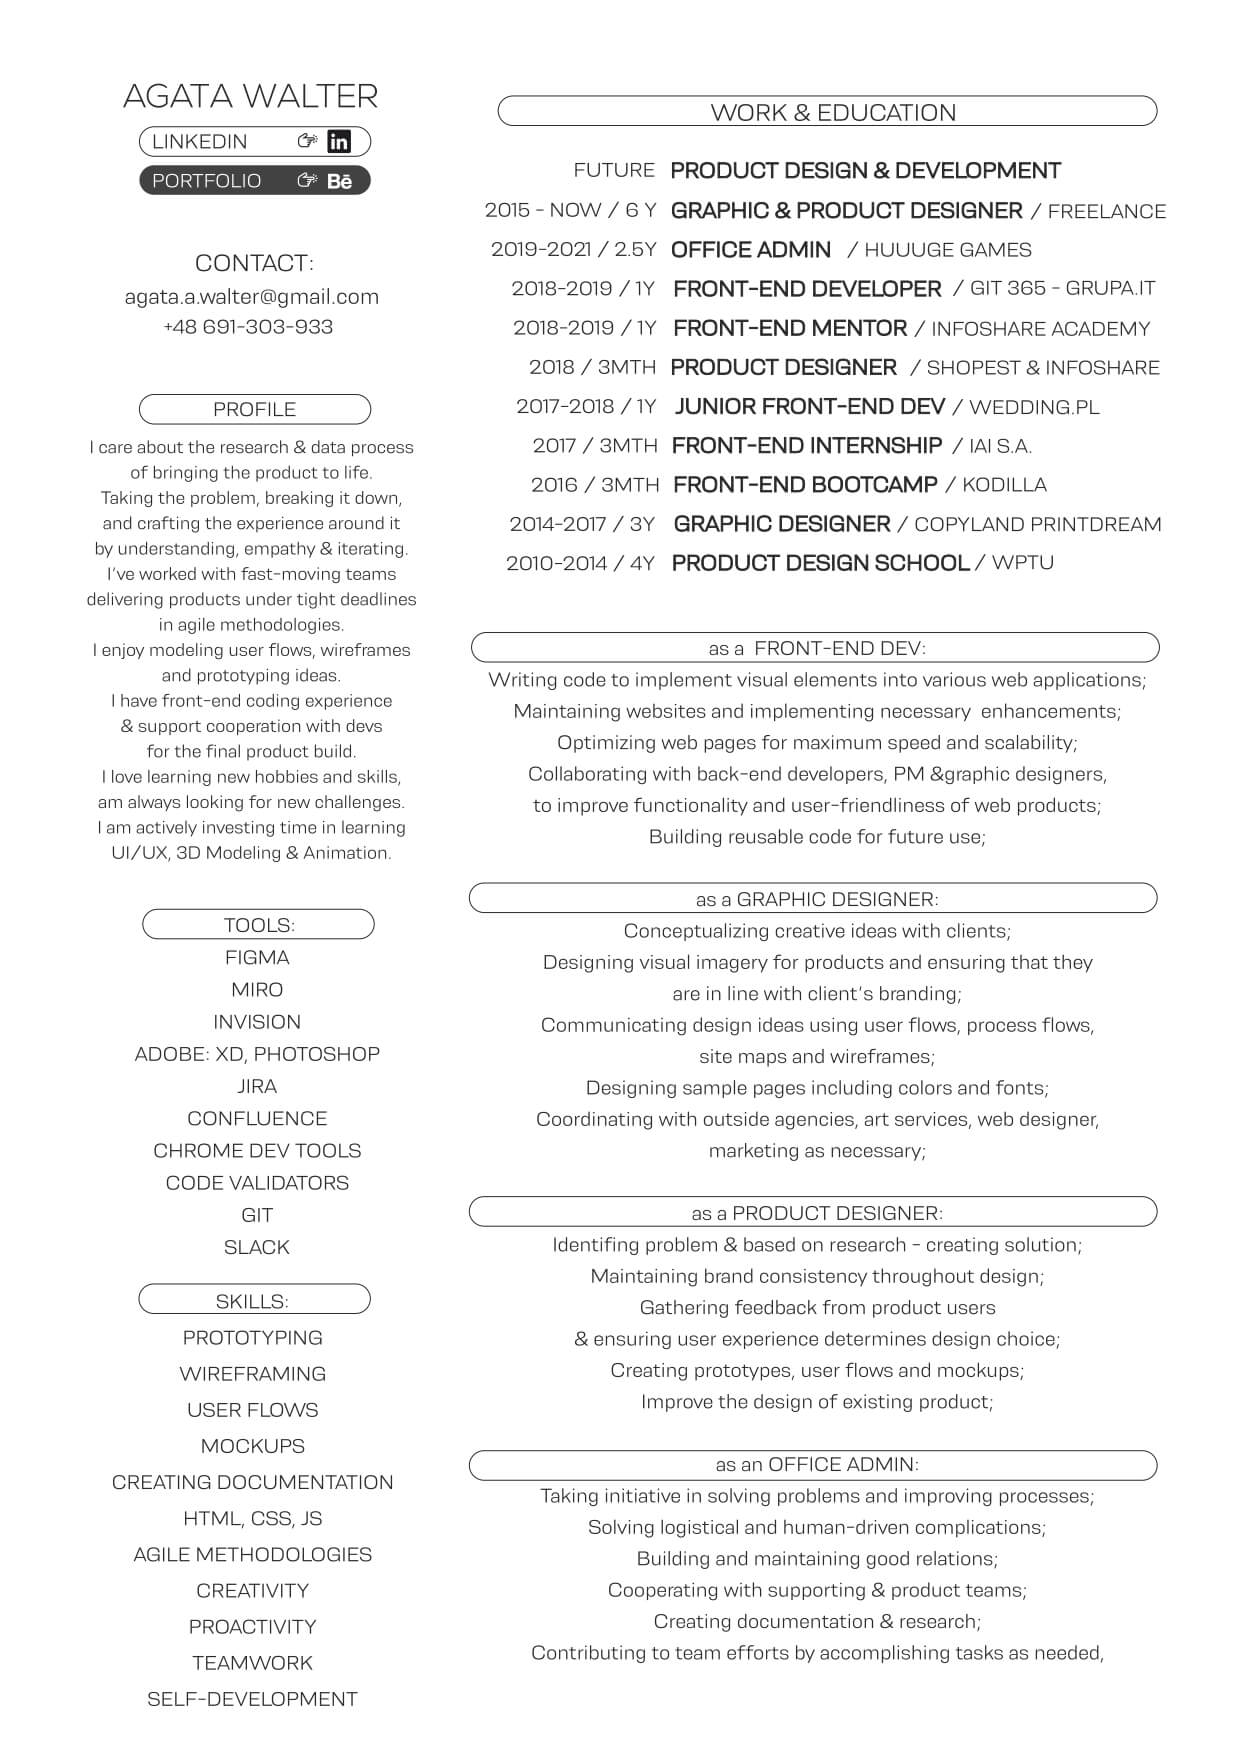 AGATA WALTER
LINKEDIN in
PORTFOLIO Bē
CONTACT:
agata.a.walter@gmail.com
+48 691-303-933
PROFILE
I care about the research & data process
of bringing the product to life.
Taking the problem, breaking it down,
and crafting the experience around it
by understanding, empathy & iterating.
I've worked with fast-moving teams
delivering products under tight deadlines
in agile methodologies.
I enjoy modeling user flows, wireframes
and prototyping ideas.
I have front-end coding experience
& support cooperation with devs
for the final product build.
I love learning new hobbies and skills,
am always looking for new challenges.
I am actively investing time in learning
UI/UX, 3D Modeling & Animation.
TOOLS:
FIGMA
MIRO
INVISION
ADOBE: XD, PHOTOSHOP
JIRA
CONFLUENCE
CHROME DEV TOOLS
CODE VALIDATORS
GIT
SLACK
SKILLS:
PROTOTYPING
WIREFRAMING
USER FLOWS
MOCKUPS
CREATING DOCUMENTATION
HTML, CSS, JS
AGILE METHODOLOGIES
CREATIVITY
PROACTIVITY
TEAMWORK
SELF-DEVELOPMENT
WORK & EDUCATION
FUTURE PRODUCT DESIGN & DEVELOPMENT
2015 - NOW / 6 Y GRAPHIC & PRODUCT DESIGNER / FREELANCE
2019-2021 / 2.5Y OFFICE ADMIN / HUUUGE GAMES
2018-2019 / 1Y FRONT-END DEVELOPER / GIT 365 - GRUPA.IT
2018-2019 / 1Y FRONT-END MENTOR / INFOSHARE ACADEMY
2018 / 3MTH PRODUCT DESIGNER / SHOPEST & INFOSHARE
2017-2018 / 1Y JUNIOR FRONT-END DEV / WEDDING.PL
2017 / 3MTH FRONT-END INTERNSHIP / IAI S.A.
2016 / 3MTH FRONT-END BOOTCAMP / KODILLA
2014-2017 / 3Y GRAPHIC DESIGNER / COPYLAND PRINTDREAM
2010-2014 / 4Y PRODUCT DESIGN SCHOOL / WPTU
as a FRONT-END DEV:
Writing code to implement visual elements into various web applications;
Maintaining websites and implementing necessary enhancements;
Optimizing web pages for maximum speed and scalability;
Collaborating with back-end developers, PM &graphic designers,
to improve functionality and user-friendliness of web products;
Building reusable code for future use;
as a GRAPHIC DESIGNER:
Conceptualizing creative ideas with clients;
Designing visual imagery for products and ensuring that they
are in line with client's branding;
Communicating design ideas using user flows, process flows,
site maps and wireframes;
Designing sample pages including colors and fonts;
Coordinating with outside agencies, art services, web designer,
marketing as necessary;
as a PRODUCT DESIGNER:
Identifing problem & based on research - creating solution;
Maintaining brand consistency throughout design;
Gathering feedback from product users
& ensuring user experience determines design choice;
Creating prototypes, user flows and mockups;
Improve the design of existing product;
as an OFFICE ADMIN:
Taking initiative in solving problems and improving processes;
Solving logistical and human-driven complications;
Building and maintaining good relations;
Cooperating with supporting & product teams;
Creating documentation & research;
Contributing to team efforts by accomplishing tasks as needed,